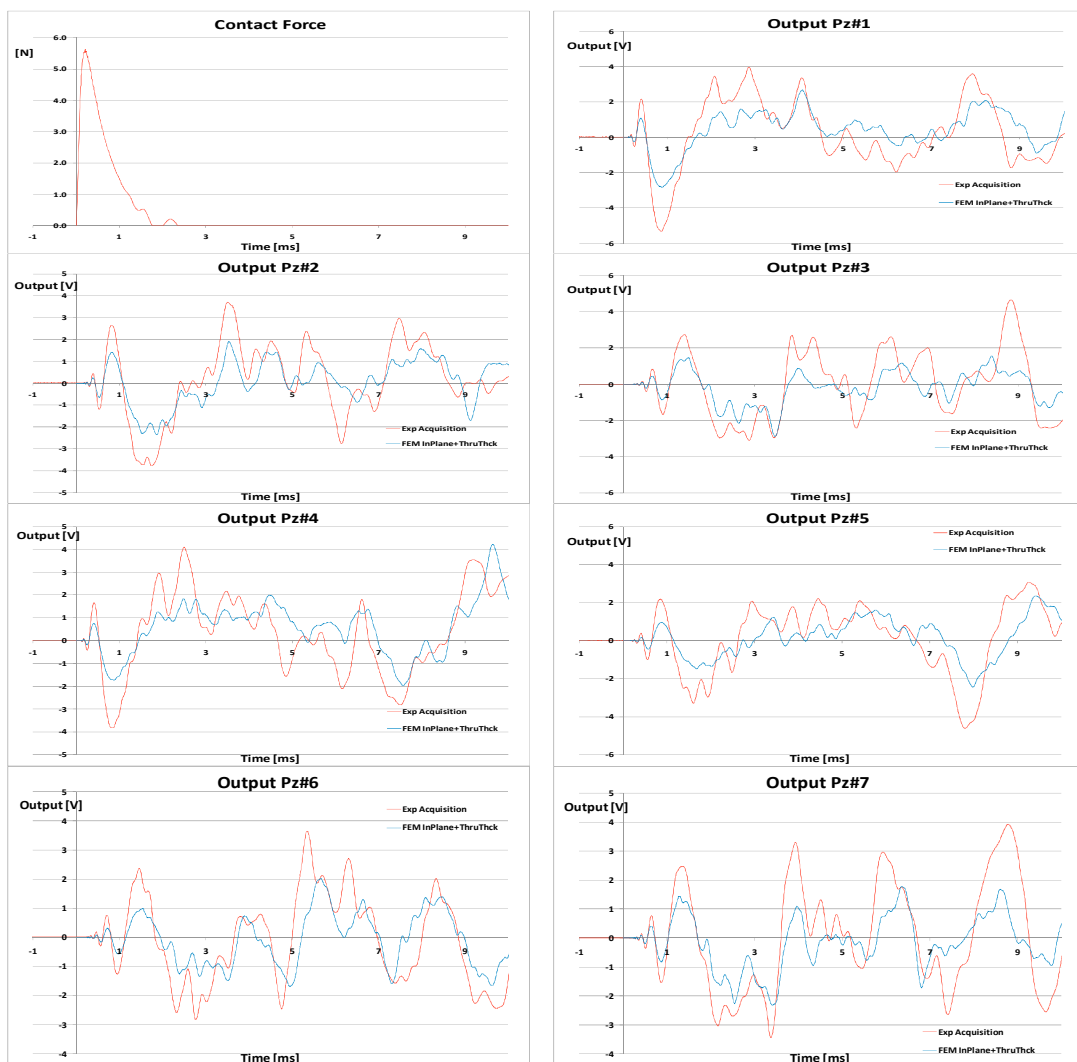 Contact Force
[N]
6.0
5.0
4.0
3.0
2.0
1.0
0.0
-1 1 3 5 7 9
Time [ms]
Output Pz#1
Output [V]
6
4
2
0
-2
-4
-6
-1 1 3 5 7 9
Exp Acquisition
FEM InPlane+ThruThck
Time [ms]
Output Pz#2
Output [V]
5
4
3
2
1
0
-1
-2
-3
-4
-5
-1 1 3 5 7 9
Exp Acquisition
FEM InPlane+ThruThck
Time [ms]
Output Pz#3
Output [V]
6
4
2
0
-2
-4
-6
-1 1 3 5 7 9
Exp Acquisition
FEM InPlane+ThruThck
Time [ms]
Output Pz#4
Output [V]
5
4
3
2
1
0
-1
-2
-3
-4
-5
-1 1 3 5 7 9
Exp Acquisition
FEM InPlane+ThruThck
Time [ms]
Output Pz#5
Output [V]
6
4
2
0
-2
-4
-6
-1 1 3 5 7 9
Exp Acquisition
FEM InPlane+ThruThck
Time [ms]
Output Pz#6
Output [V]
5
4
3
2
1
0
-1
-2
-3
-4
-1 1 3 5 7 9
Exp Acquisition
FEM InPlane+ThruThck
Time [ms]
Output Pz#7
Output [V]
5
4
3
2
1
0
-1
-2
-3
-4
-1 1 3 5 7 9
Exp Acquisition
FEM InPlane+ThruThck
Time [ms]